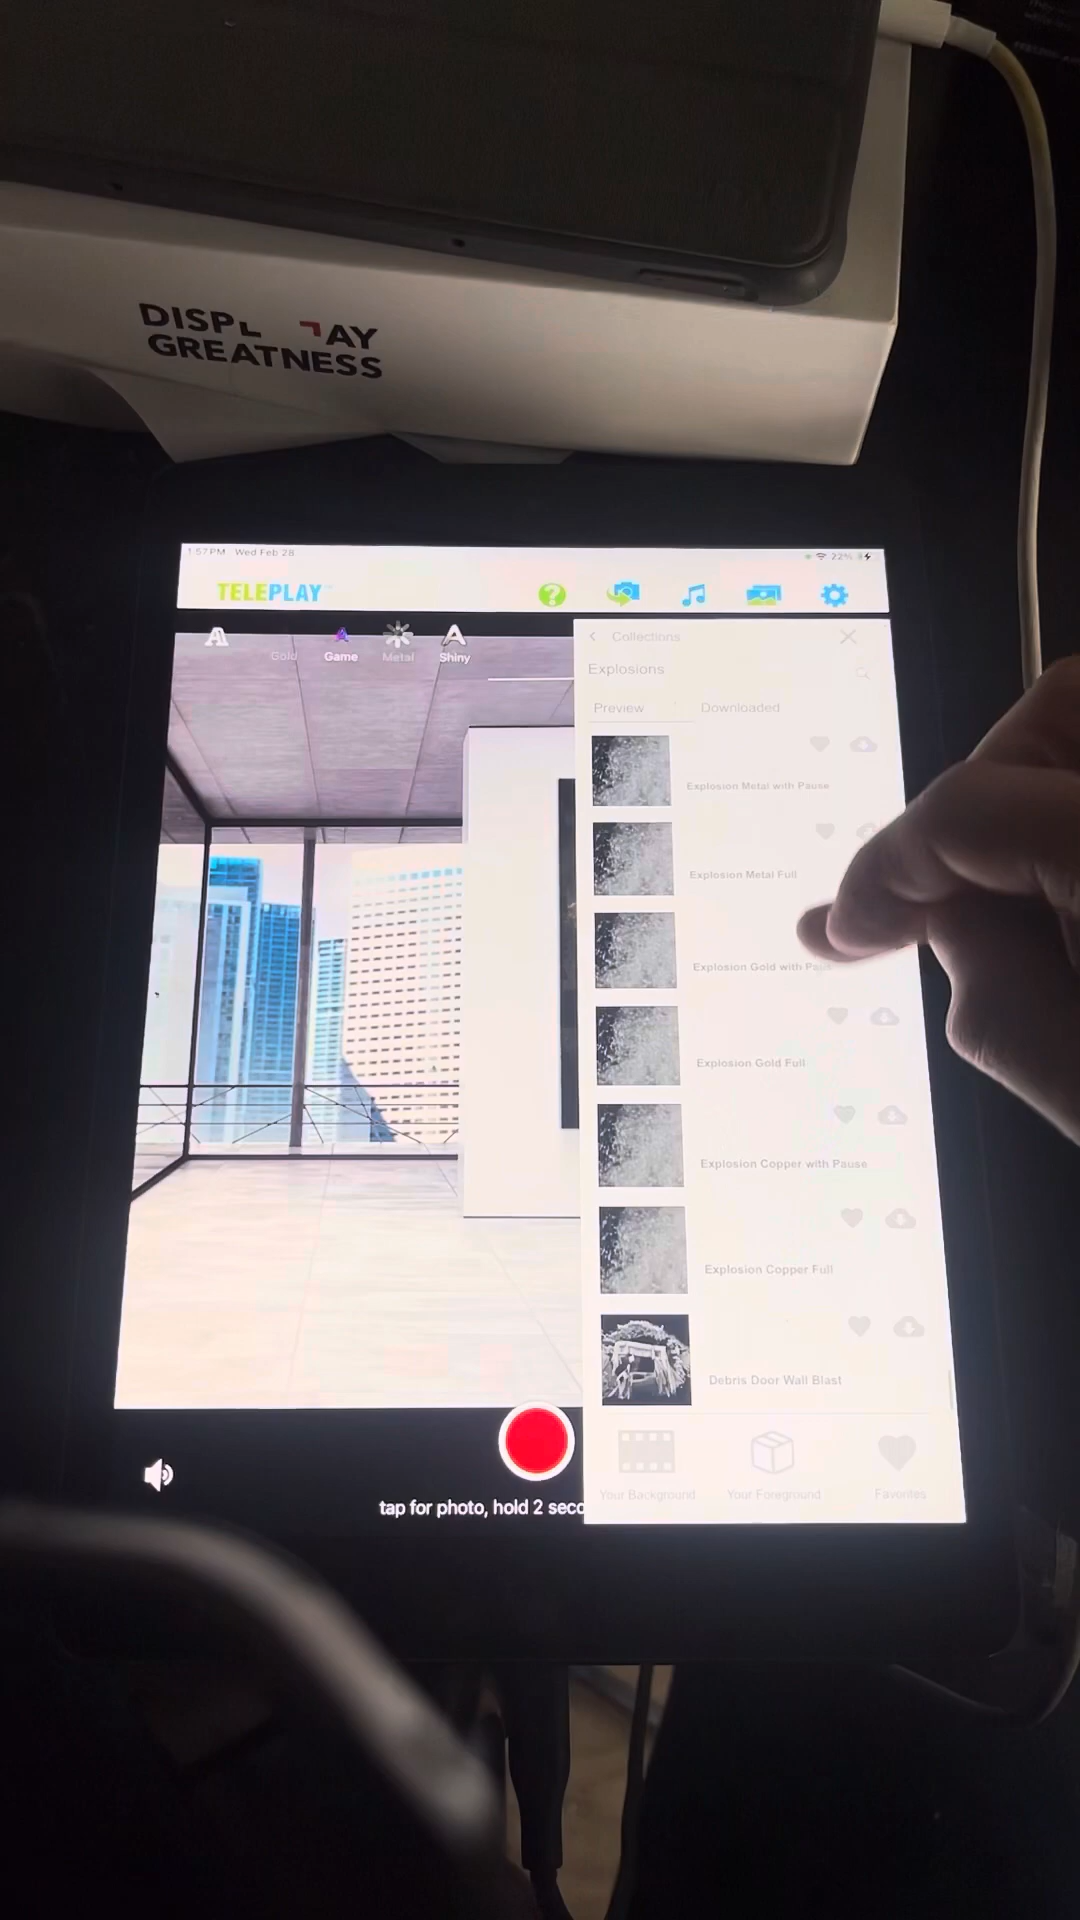 DISPL AY
GREATNESS
1:57 PM Wed Feb 28
22%
TELEPLAY
Gold
Game
Metal
Shiny
Collections
Explosions
Preview
Downloaded
Explosion Metal with Pause
Explosion Metal Full
Explosion Gold with Pause
Explosion Gold Full
Explosion Copper with Pause
Explosion Copper Full
Debris Door Wall Blast
Your Background
Your Foreground
Favorites
tap for photo, hold 2 seco